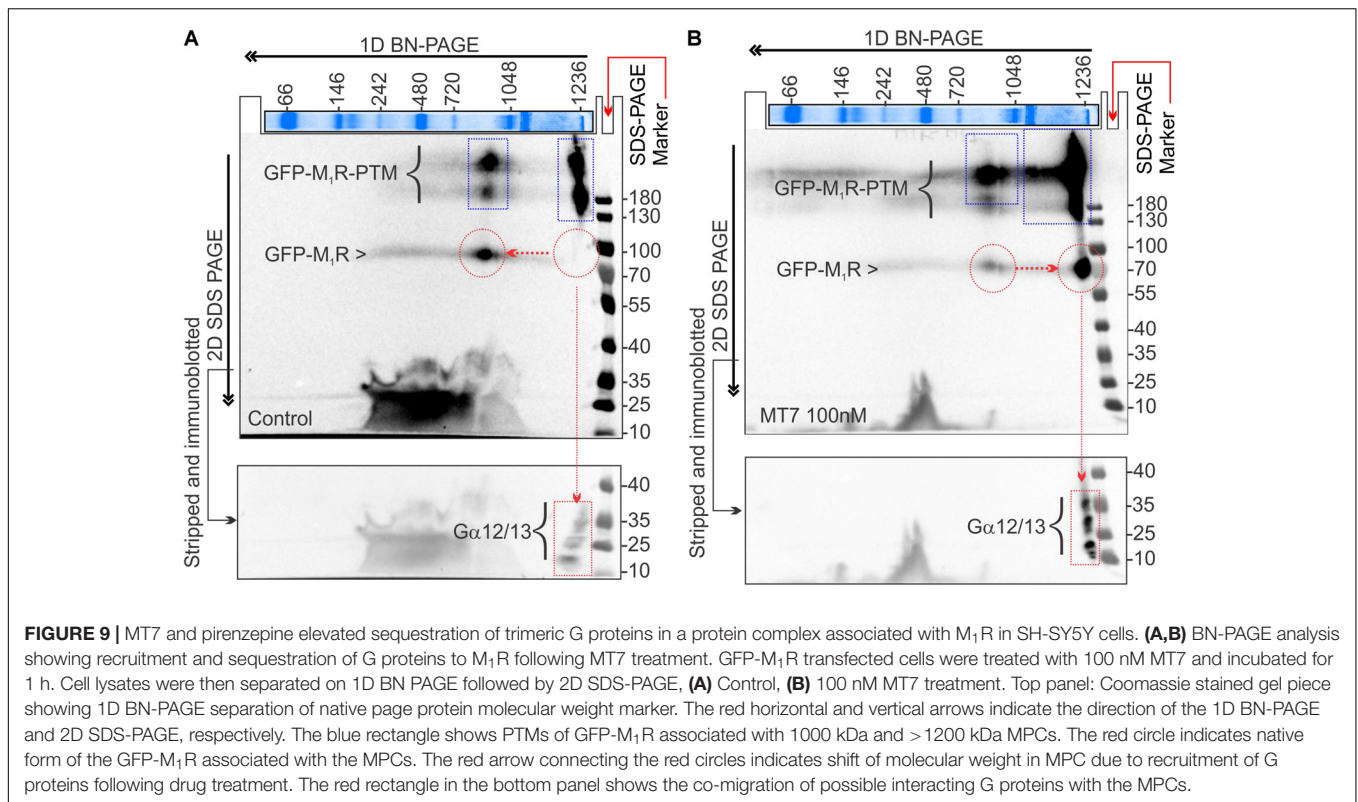 A
1D BN-PAGE
66
146
242
480
720
1048
1236
SDS-PAGE
Marker
GFP-M₁R-PTM
GFP-M₁R >
2D SDS PAGE
180
130
100
70
55
40
35
25
10
Control
Stripped and immunoblotted
Gα12/13
40
35
25
10
B
1D BN-PAGE
66
146
242
480
720
1048
1236
SDS-PAGE
Marker
GFP-M₁R-PTM
GFP-M₁R >
2D SDS PAGE
180
130
100
70
55
40
35
25
10
MT7 100nM
Stripped and immunoblotted
Gα12/13
40
35
25
10
FIGURE 9 | MT7 and pirenzepine elevated sequestration of trimeric G proteins in a protein complex associated with M₁R in SH-SY5Y cells. (A,B) BN-PAGE analysis
showing recruitment and sequestration of G proteins to M₁R following MT7 treatment. GFP-M₁R transfected cells were treated with 100 nM MT7 and incubated for
1 h. Cell lysates were then separated on 1D BN PAGE followed by 2D SDS-PAGE, (A) Control, (B) 100 nM MT7 treatment. Top panel: Coomassie stained gel piece
showing 1D BN-PAGE separation of native page protein molecular weight marker. The red horizontal and vertical arrows indicate the direction of the 1D BN-PAGE
and 2D SDS-PAGE, respectively. The blue rectangle shows PTMs of GFP-M₁R associated with 1000 kDa and >1200 kDa MPCs. The red circle indicates native
form of the GFP-M₁R associated with the MPCs. The red arrow connecting the red circles indicates shift of molecular weight in MPC due to recruitment of G
proteins following drug treatment. The red rectangle in the bottom panel shows the co-migration of possible interacting G proteins with the MPCs.